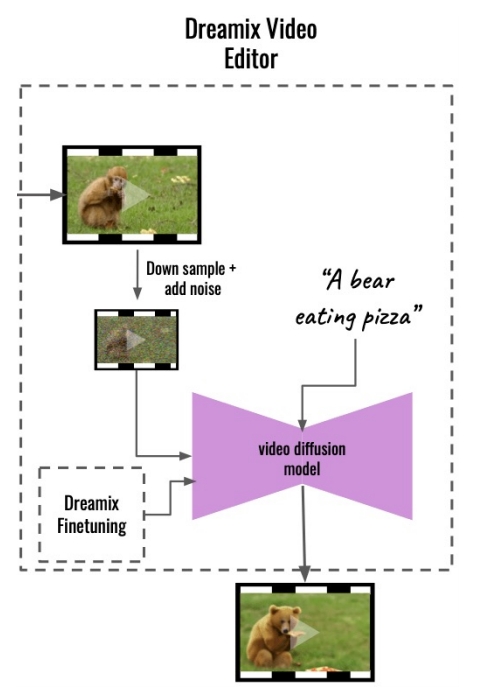 Dreamix Video
Editor
Down sample +
add noise
“A bear
eating pizza”
video diffusion
model
Dreamix
Finetuning